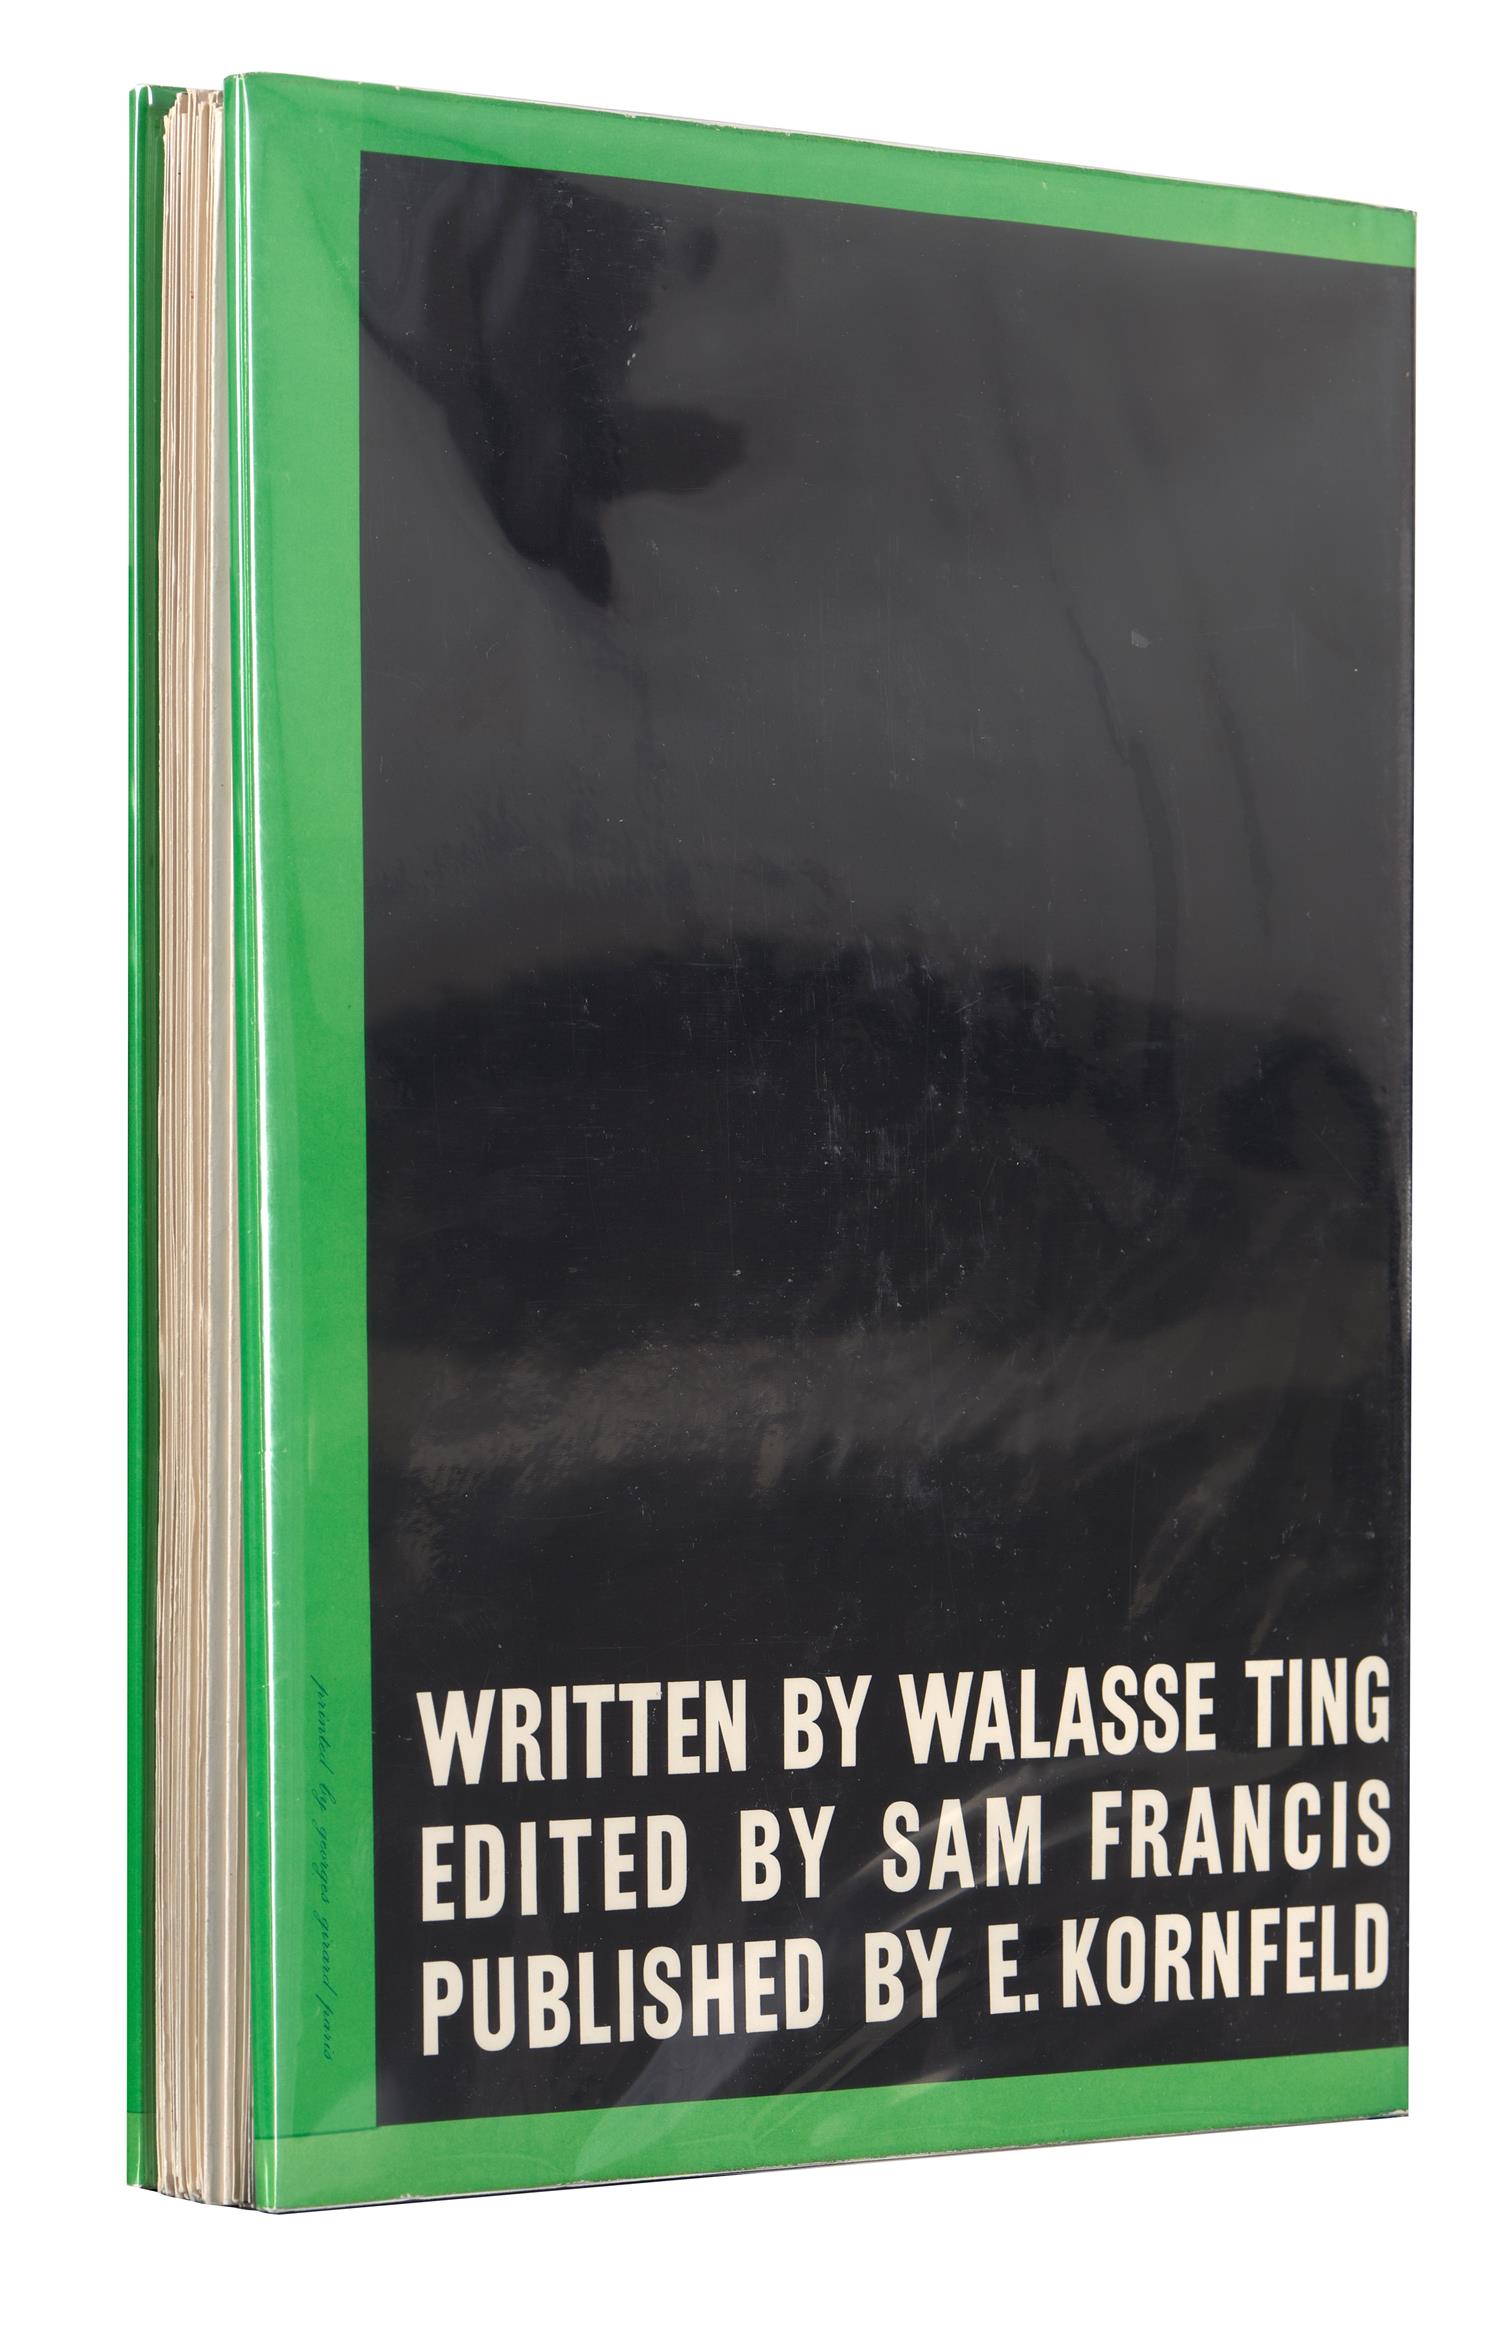 WRITTEN BY WALASSE TING
EDITED BY SAM FRANCIS
PUBLISHED BY E. KORNFELD
printed by georges girard paris